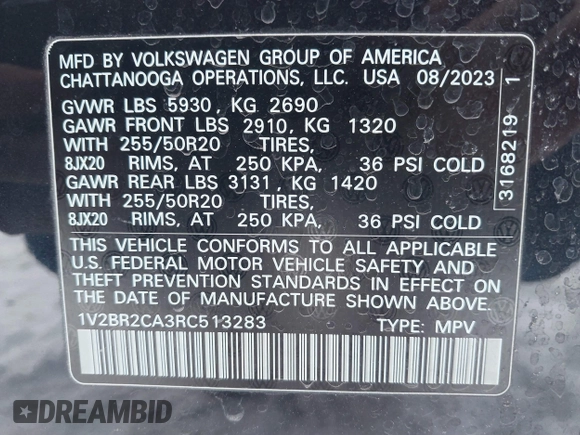 MFD BY VOLKSWAGEN GROUP OF AMERICA
CHATTANOOGA OPERATIONS, LLC. USA 08/2023
GVWR LBS 5930, KG 2690
GAWR FRONT LBS 2910, KG 1320
WITH 255/50R20 TIRES,
8JX20 RIMS, AT 250 KPA, 36 PSI COLD
GAWR REAR LBS 3131, KG 1420
WITH 255/50R20 TIRES,
8JX20 RIMS, AT 250 KPA, 36 PSI COLD
THIS VEHICLE CONFORMS TO ALL APPLICABLE
U.S. FEDERAL MOTOR VEHICLE SAFETY AND
THEFT PREVENTION STANDARDS IN EFFECT ON
THE DATE OF MANUFACTURE SHOWN ABOVE.
1V2BR2CA3RC513283 TYPE: MPV
3168219 1
DREAMBID